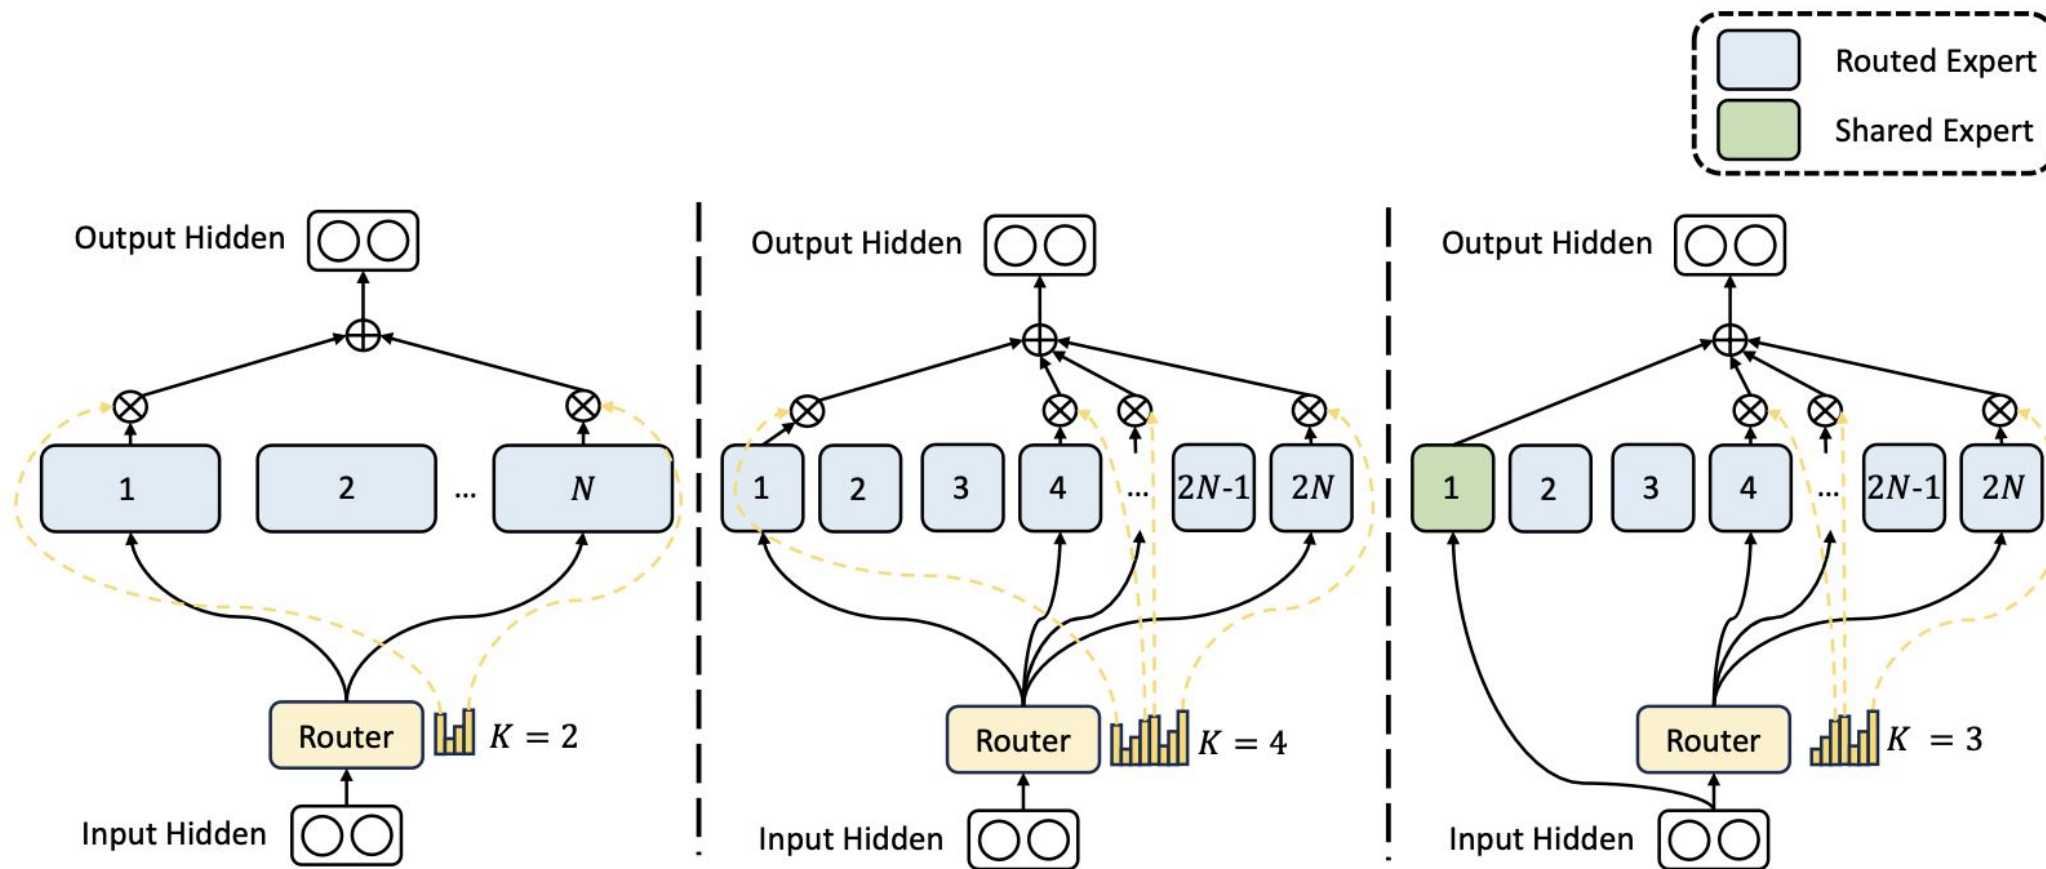 Routed Expert
Shared Expert
Output Hidden
1
2
...
N
Router
K = 2
Input Hidden
Output Hidden
1
2
3
4
...
2N-1
2N
Router
K = 4
Input Hidden
Output Hidden
1
2
3
4
...
2N-1
2N
Router
K = 3
Input Hidden